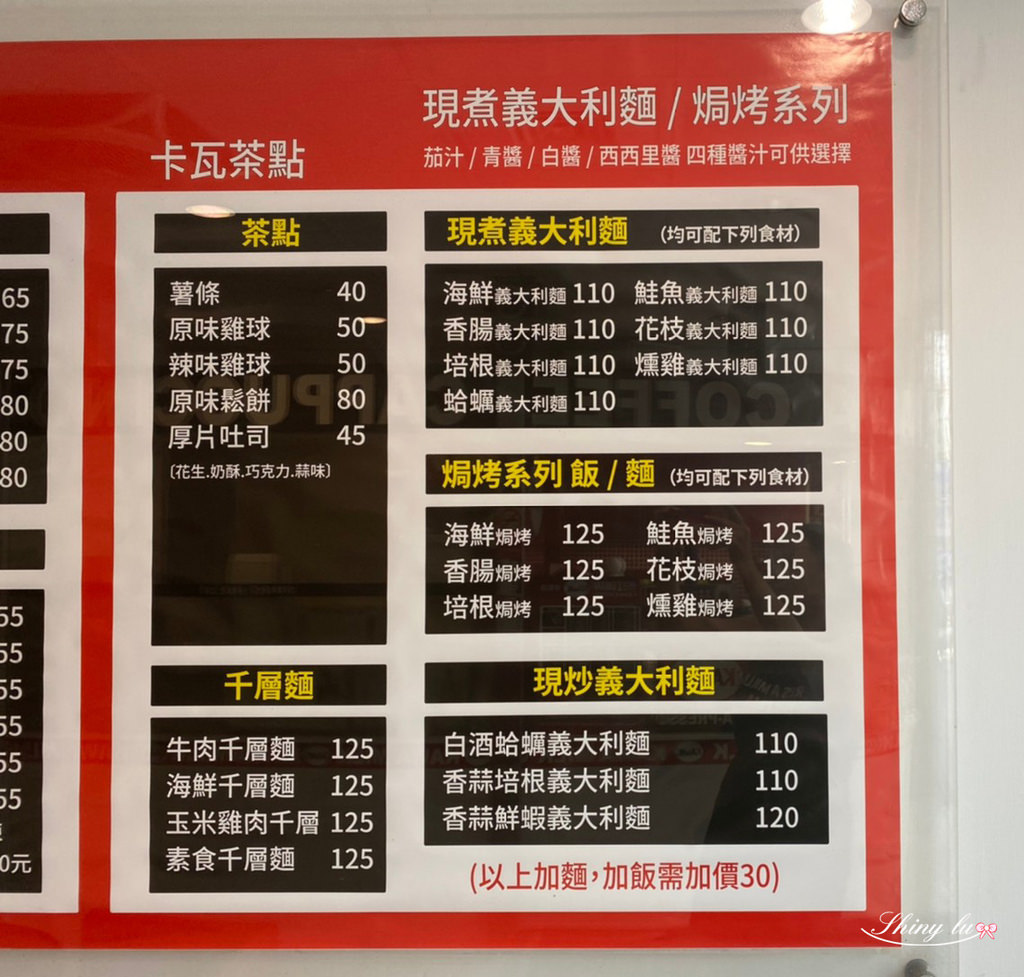 65
75
75
80
80
80
55
55
55
55
55
55
0元
卡瓦茶點
茶點
薯條 40
原味雞球 50
辣味雞球 50
原味鬆餅 80
厚片吐司 45
〔花生.奶酥.巧克力.蒜味〕
千層麵
牛肉千層麵 125
海鮮千層麵 125
玉米雞肉千層 125
素食千層麵 125
現煮義大利麵 / 焗烤系列
茄汁 / 青醬 / 白醬 / 西西里醬 四種醬汁可供選擇
現煮義大利麵 (均可配下列食材)
海鮮義大利麵 110 鮭魚義大利麵 110
香腸義大利麵 110 花枝義大利麵 110
培根義大利麵 110 燻雞義大利麵 110
蛤蠣義大利麵 110
焗烤系列 飯 / 麵 (均可配下列食材)
海鮮焗烤 125 鮭魚焗烤 125
香腸焗烤 125 花枝焗烤 125
培根焗烤 125 燻雞焗烤 125
現炒義大利麵
白酒蛤蠣義大利麵 110
香蒜培根義大利麵 110
香蒜鮮蝦義大利麵 120
(以上加麵，加飯需加價30)
Shiny lu